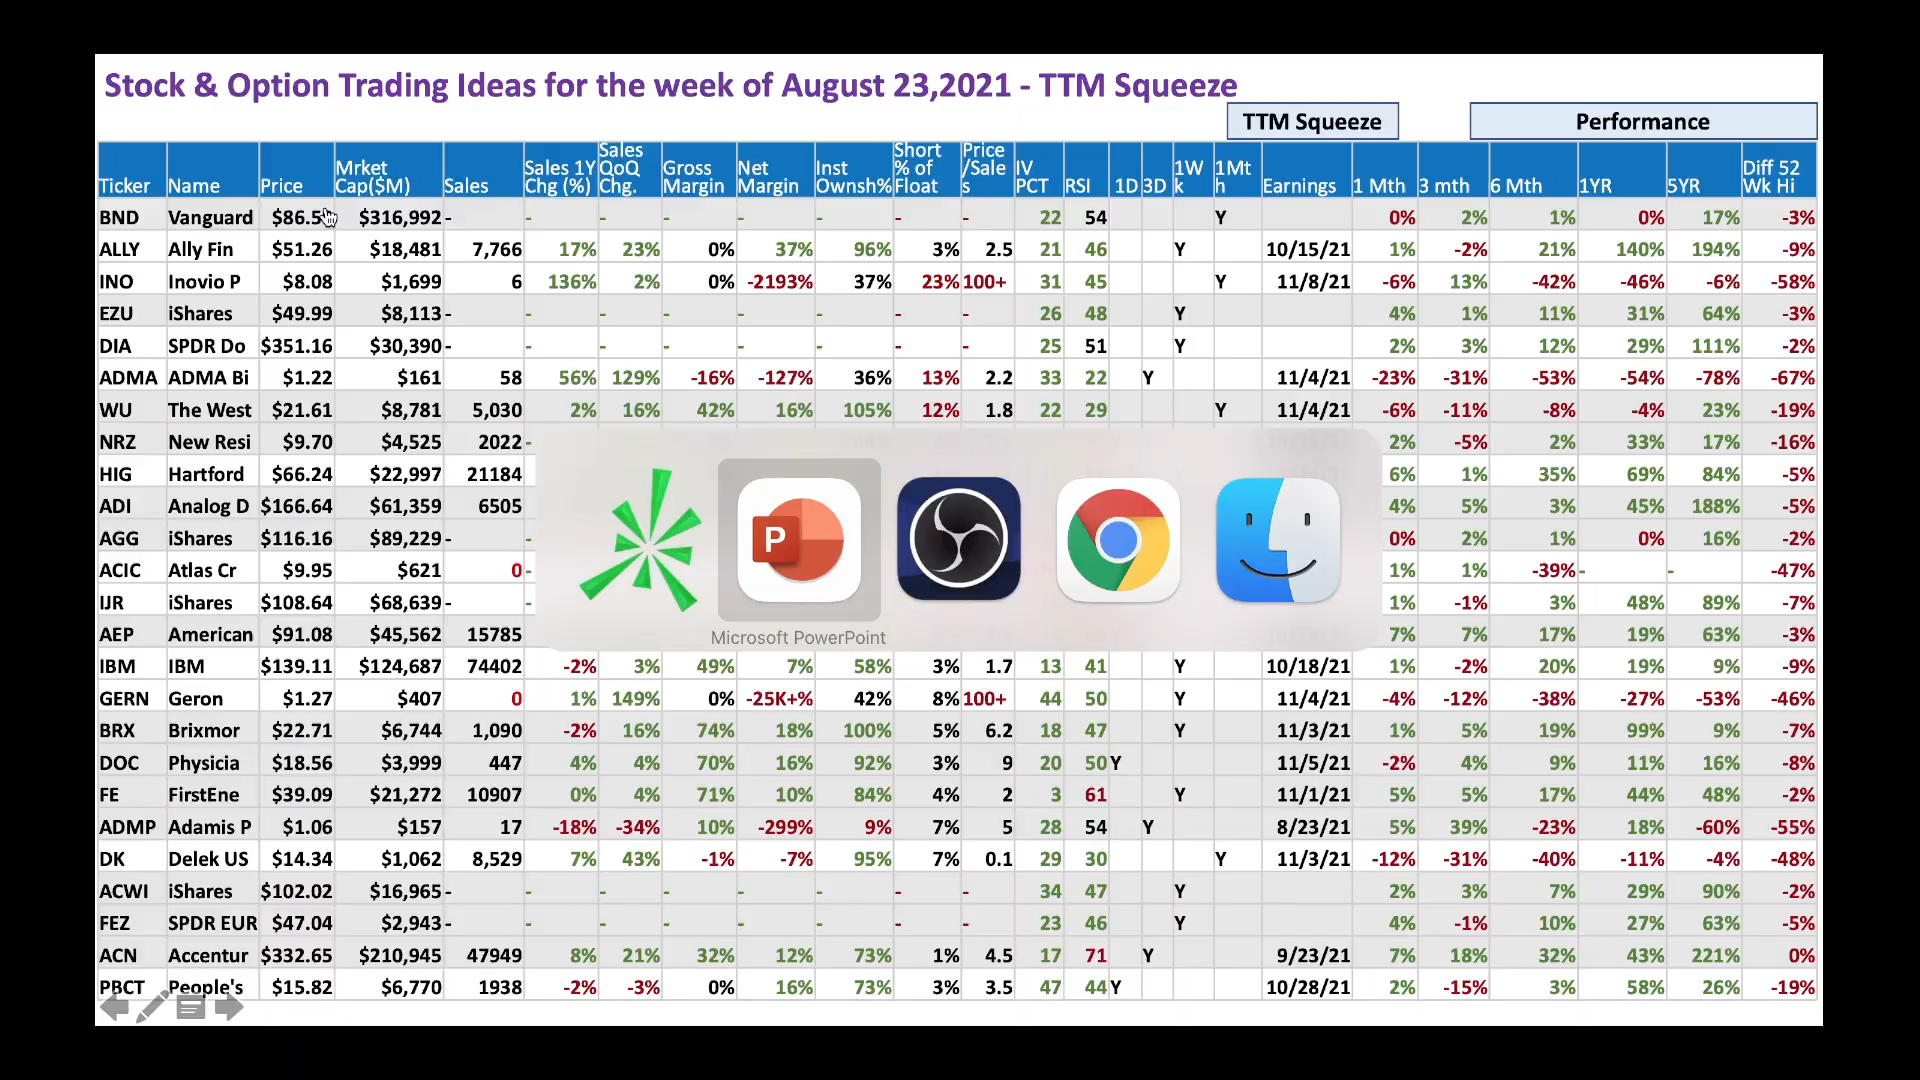 Stock & Option Trading Ideas for the week of August 23,2021 - TTM Squeeze
TTM Squeeze Performance
Ticker Name Price Mrket Cap($M) Sales Sales 1Y Chg (%) Sales QoQ Chg. Gross Margin Net Margin Inst Ownsh% Short % of Float Price /Sale s IV PCT RSI 1D 3D 1W k 1Mt h Earnings 1 Mth 3 mth 6 Mth 1YR 5YR Diff 52 Wk Hi
BND Vanguard $316,992 - - - - - - - - 22 54 Y 0% 2% 1% 0% 17% -3%
ALLY Ally Fin $51.26 $18,481 7,766 17% 23% 0% 37% 96% 3% 2.5 21 46 Y 10/15/21 1% -2% 21% 140% 194% -9%
INO Inovio P $8.08 $1,699 6 136% 2% 0% -2193% 37% 23% 100+ 31 45 Y 11/8/21 -6% 13% -42% -46% -6% -58%
EZU iShares $49.99 $8,113 - - - - - - - - 26 48 Y 4% 1% 11% 31% 64% -3%
DIA SPDR Do $351.16 $30,390 - - - - - - - - 25 51 Y 2% 3% 12% 29% 111% -2%
ADMA ADMA Bi $1.22 $161 58 56% 129% -16% -127% 36% 13% 2.2 33 22 Y 11/4/21 -23% -31% -53% -54% -78% -67%
WU The West $21.61 $8,781 5,030 2% 16% 42% 16% 105% 12% 1.8 22 29 Y 11/4/21 -6% -11% -8% -4% 23% -19%
NRZ New Resi $9.70 $4,525 2022 - 2% -5% 2% 33% 17% -16%
HIG Hartford $66.24 $22,997 21184 6% 1% 35% 69% 84% -5%
ADI Analog D $166.64 $61,359 6505 4% 5% 3% 45% 188% -5%
AGG iShares $116.16 $89,229 - - 0% 2% 1% 0% 16% -2%
ACIC Atlas Cr $9.95 $621 0 - 1% 1% -39% - - -47%
IJR iShares $108.64 $68,639 - - 1% -1% 3% 48% 89% -7%
AEP American $91.08 $45,562 15785 7% 7% 17% 19% 63% -3%
Microsoft PowerPoint
IBM IBM $139.11 $124,687 74402 -2% 3% 49% 7% 58% 3% 1.7 13 41 Y 10/18/21 1% -2% 20% 19% 9% -9%
GERN Geron $1.27 $407 0 1% 149% 0% -25K+% 42% 8% 100+ 44 50 Y 11/4/21 -4% -12% -38% -27% -53% -46%
BRX Brixmor $22.71 $6,744 1,090 -2% 16% 74% 18% 100% 5% 6.2 18 47 Y 11/3/21 1% 5% 19% 99% 9% -7%
DOC Physicia $18.56 $3,999 447 4% 4% 70% 16% 92% 3% 9 20 50 Y 11/5/21 -2% 4% 9% 11% 16% -8%
FE FirstEne $39.09 $21,272 10907 0% 4% 71% 10% 84% 4% 2 3 61 Y 11/1/21 5% 5% 17% 44% 48% -2%
ADMP Adamis P $1.06 $157 17 -18% -34% 10% -299% 9% 7% 5 28 54 Y 8/23/21 5% 39% -23% 18% -60% -55%
DK Delek US $14.34 $1,062 8,529 7% 43% -1% -7% 95% 7% 0.1 29 30 Y 11/3/21 -12% -31% -40% -11% -4% -48%
ACWI iShares $102.02 $16,965 - - - - - - - - 34 47 Y 2% 3% 7% 29% 90% -2%
FEZ SPDR EUR $47.04 $2,943 - - - - - - - - 23 46 Y 4% -1% 10% 27% 63% -5%
ACN Accentur $332.65 $210,945 47949 8% 21% 32% 12% 73% 1% 4.5 17 71 Y 9/23/21 7% 18% 32% 43% 221% 0%
PBCT People's $15.82 $6,770 1938 -2% -3% 0% 16% 73% 3% 3.5 47 44 Y 10/28/21 2% -15% 3% 58% 26% -19%